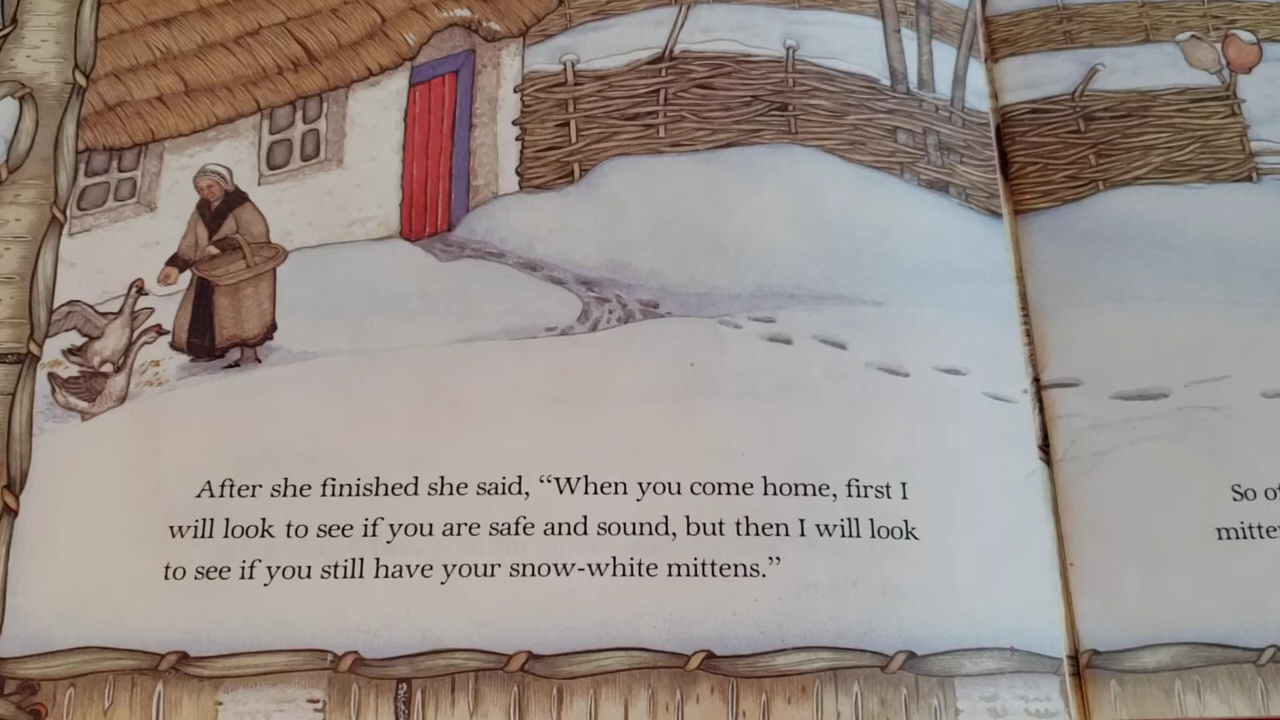 After she finished she said, “When you come home, first I
will look to see if you are safe and sound, but then I will look
to see if you still have your snow-white mittens.”
So